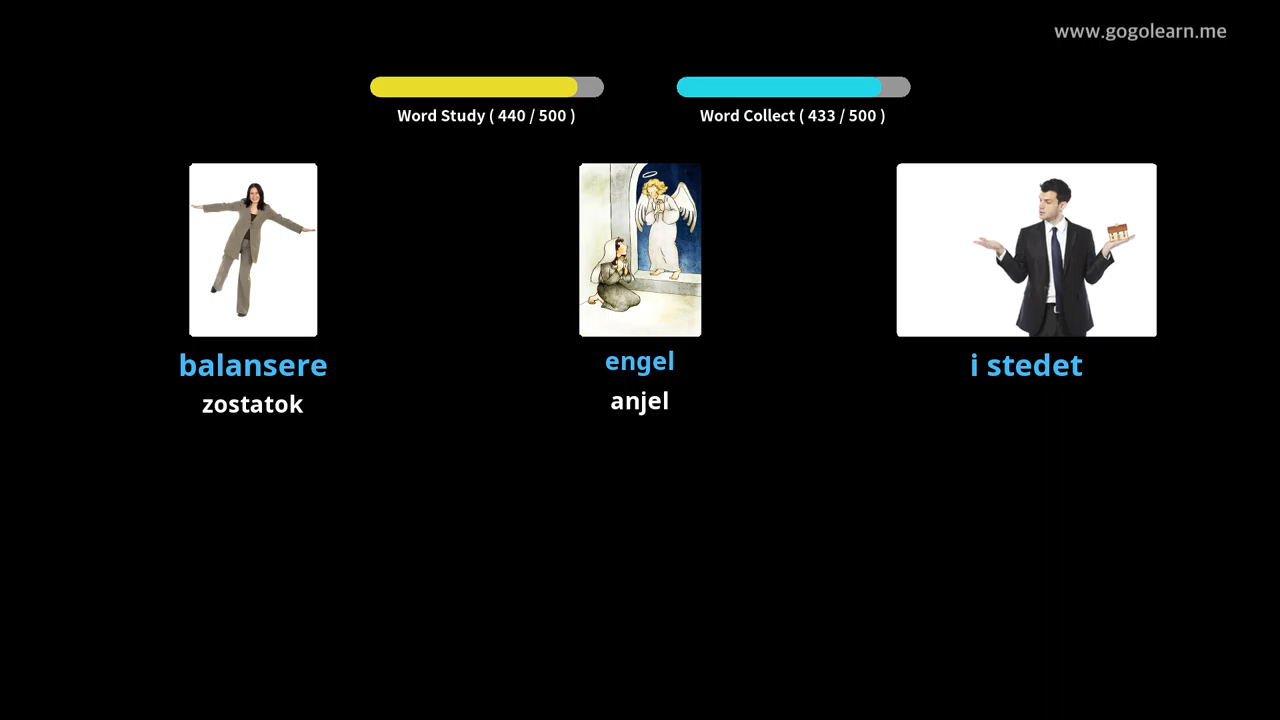 www.gogolearn.me
Word Study ( 440 / 500 )
Word Collect ( 433 / 500 )
balansere
zostatok
engel
anjel
i stedet